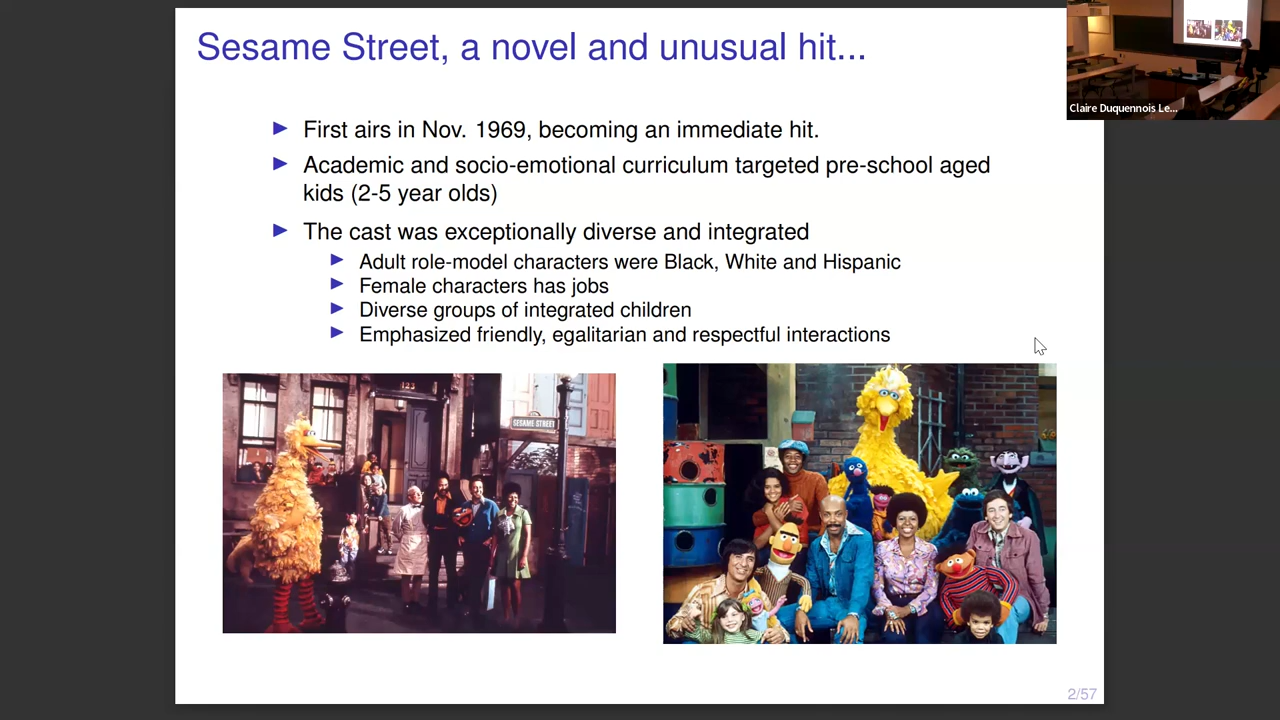 Sesame Street, a novel and unusual hit...
Claire Duquennois Le...
First airs in Nov. 1969, becoming an immediate hit.
Academic and socio-emotional curriculum targeted pre-school aged
kids (2-5 year olds)
The cast was exceptionally diverse and integrated
Adult role-model characters were Black, White and Hispanic
Female characters has jobs
Diverse groups of integrated children
Emphasized friendly, egalitarian and respectful interactions
123
SESAME STREET
2/57